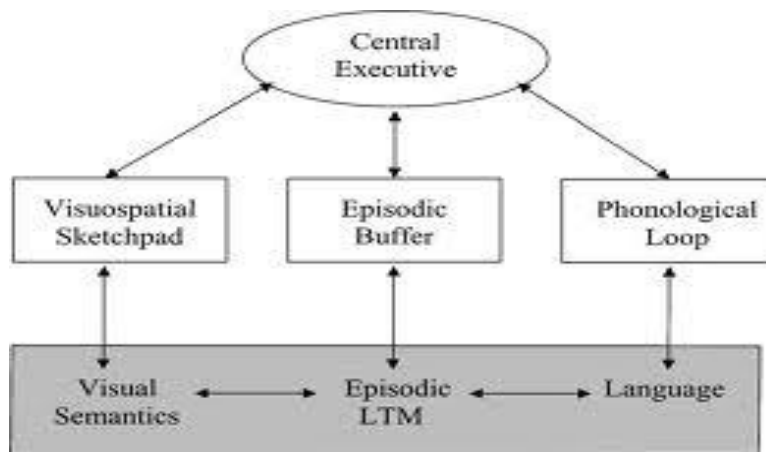 Central
Executive
Visuospatial
Sketchpad
Episodic
Buffer
Phonological
Loop
Visual
Semantics
Episodic
LTM
Language